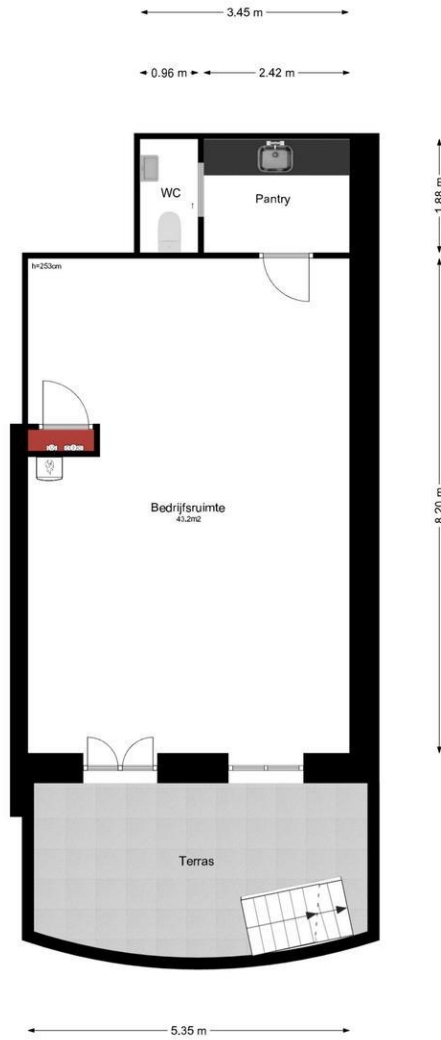 3.45 m
0.96 m
2.42 m
1.88 m
WC
Pantry
h=253cm
8.20 m
Bedrijfsruimte
43.2m2
Terras
5.35 m